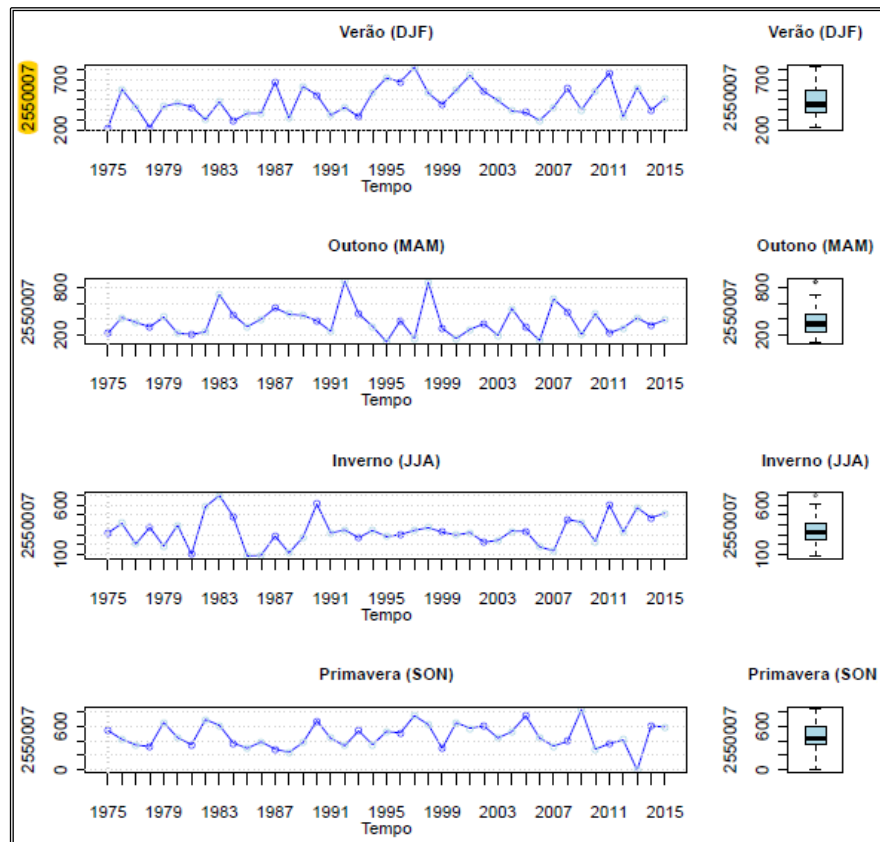 Verão (DJF) Verão (DJF)
2550007 200 700 2550007 200 700
1975 1979 1983 1987 1991 1995 1999 2003 2007 2011 2015
Tempo
Outono (MAM) Outono (MAM)
2550007 200 800 2550007 200 800
1975 1979 1983 1987 1991 1995 1999 2003 2007 2011 2015
Tempo
Inverno (JJA) Inverno (JJA)
2550007 100 600 2550007 100 600
1975 1979 1983 1987 1991 1995 1999 2003 2007 2011 2015
Tempo
Primavera (SON) Primavera (SON
2550007 0 600 2550007 0 600
1975 1979 1983 1987 1991 1995 1999 2003 2007 2011 2015
Tempo